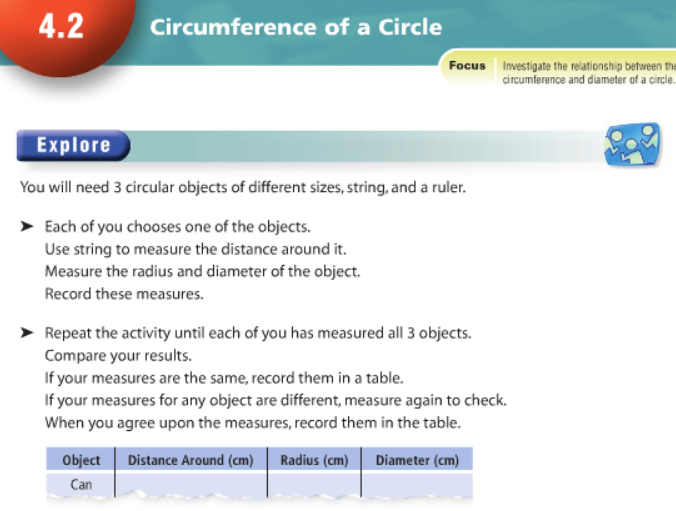 4.2 Circumference of a Circle
Focus Investigate the relationship between the
circumference and diameter of a circle.
Explore
You will need 3 circular objects of different sizes, string, and a ruler.
➤ Each of you chooses one of the objects.
Use string to measure the distance around it.
Measure the radius and diameter of the object.
Record these measures.
➤ Repeat the activity until each of you has measured all 3 objects.
Compare your results.
If your measures are the same, record them in a table.
If your measures for any object are different, measure again to check.
When you agree upon the measures, record them in the table.
Object Distance Around (cm) Radius (cm) Diameter (cm)
Can